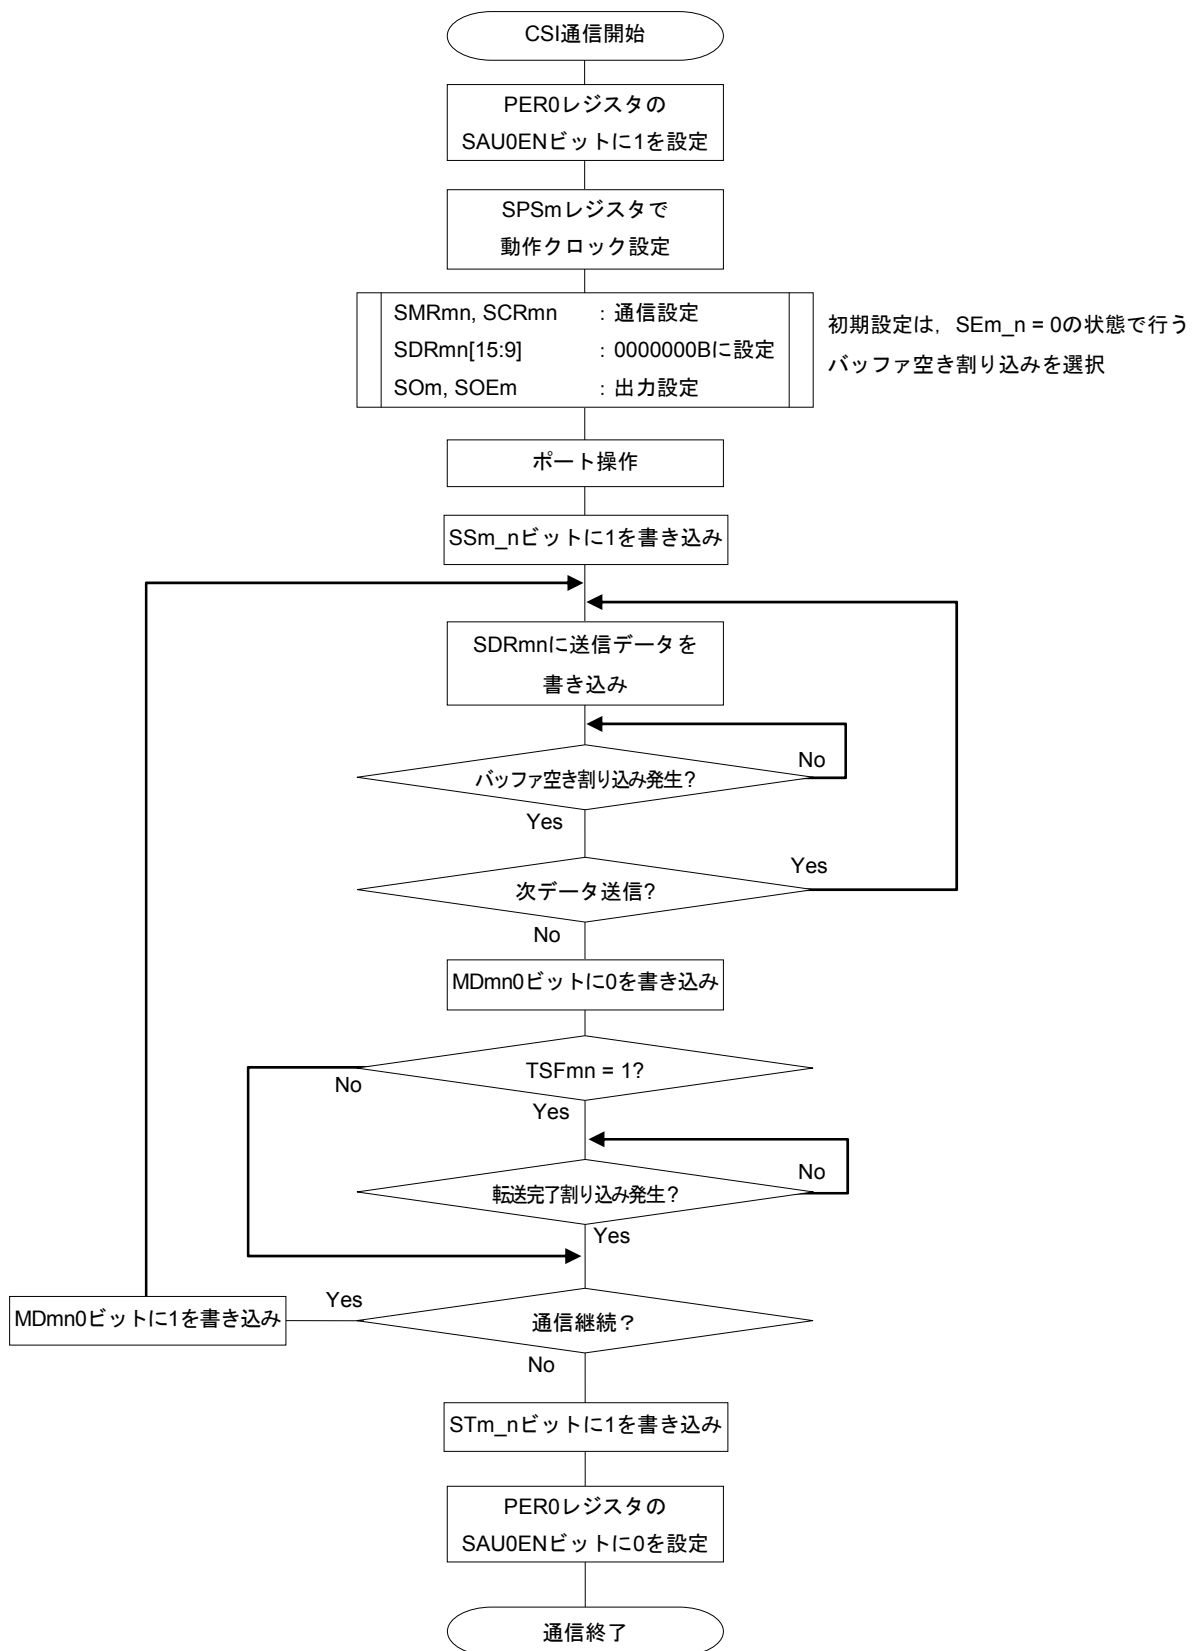 CSI通信開始
PER0レジスタの
SAU0ENビットに1を設定
SPSmレジスタで
動作クロック設定
SMRmn, SCRmn : 通信設定
SDRmn[15:9] : 0000000Bに設定
SOm, SOEm : 出力設定
初期設定は，SEm_n = 0の状態で行う
バッファ空き割り込みを選択
ポート操作
SSm_nビットに1を書き込み
SDRmnに送信データを
書き込み
バッファ空き割り込み発生？
No
Yes
次データ送信?
Yes
No
MDmn0ビットに0を書き込み
TSFmn = 1?
No
Yes
転送完了割り込み発生？
No
Yes
通信継続？
Yes
MDmn0ビットに1を書き込み
No
STm_nビットに1を書き込み
PER0レジスタの
SAU0ENビットに0を設定
通信終了